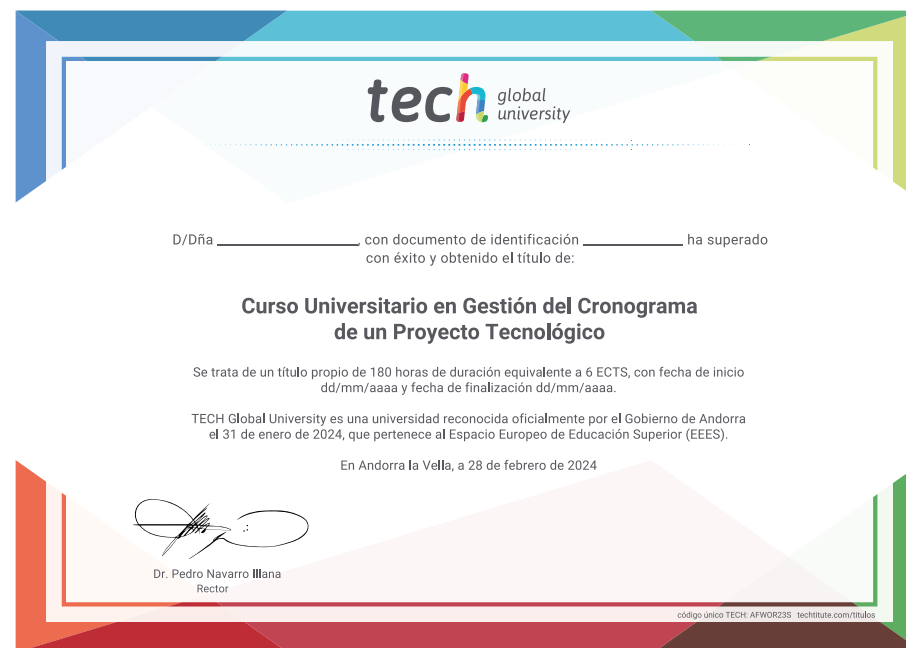 tech global
university
D/Dña ____________________, con documento de identificación ______________ ha superado
con éxito y obtenido el título de:
Curso Universitario en Gestión del Cronograma
de un Proyecto Tecnológico
Se trata de un título propio de 180 horas de duración equivalente a 6 ECTS, con fecha de inicio
dd/mm/aaaa y fecha de finalización dd/mm/aaaa.
TECH Global University es una universidad reconocida oficialmente por el Gobierno de Andorra
el 31 de enero de 2024, que pertenece al Espacio Europeo de Educación Superior (EEES).
En Andorra la Vella, a 28 de febrero de 2024
Dr. Pedro Navarro Illana
Rector
código único TECH: AFWOR23S techtitute.com/titulos